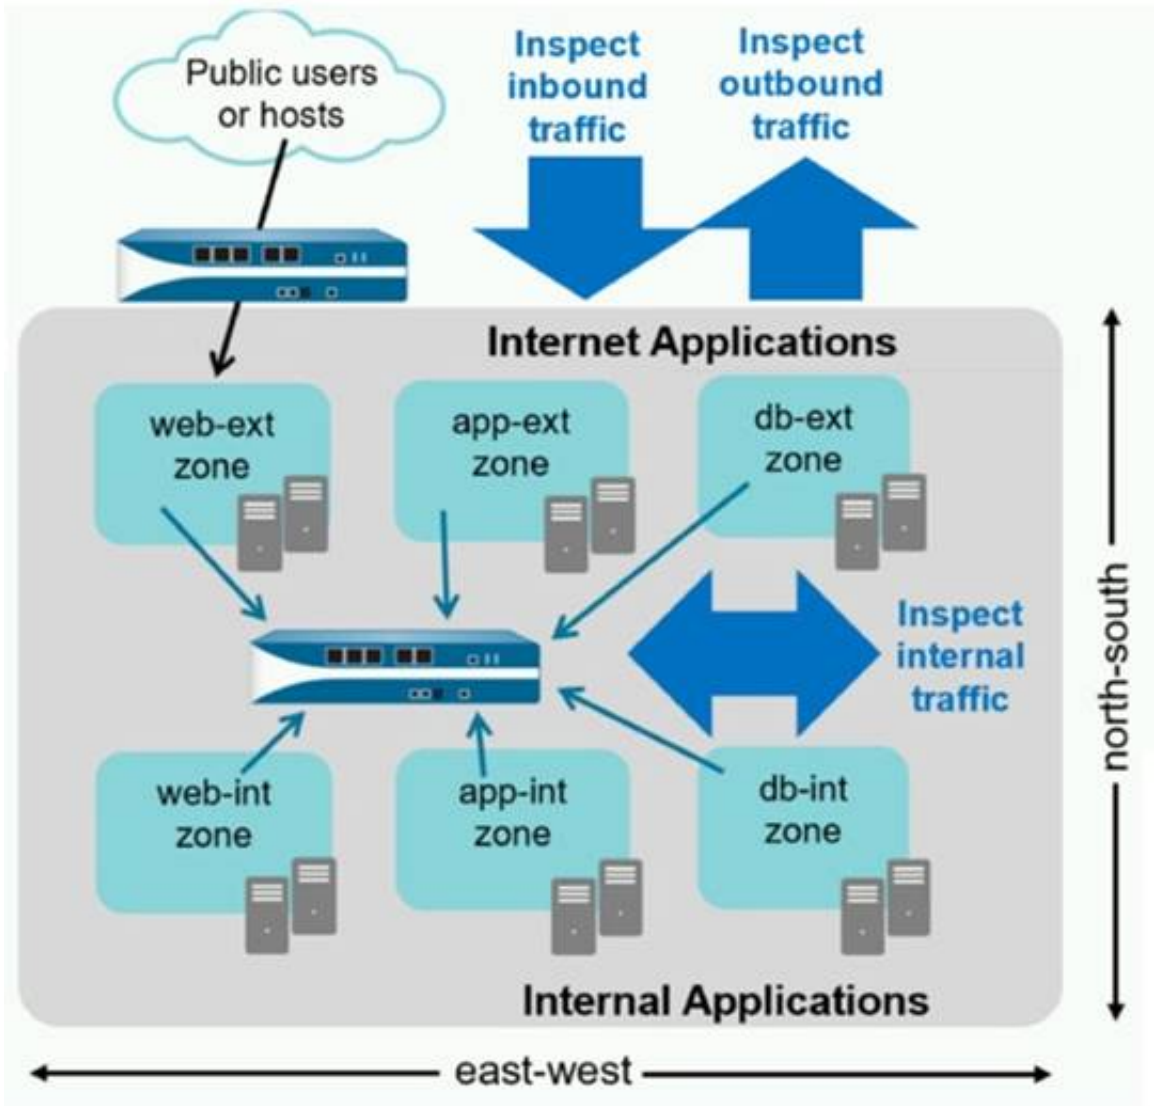 Public users
or hosts
Inspect
inbound
traffic
Inspect
outbound
traffic
Internet Applications
web-ext
zone
app-ext
zone
db-ext
zone
Inspect
internal
traffic
north-south
web-int
zone
app-int
zone
db-int
zone
Internal Applications
east-west